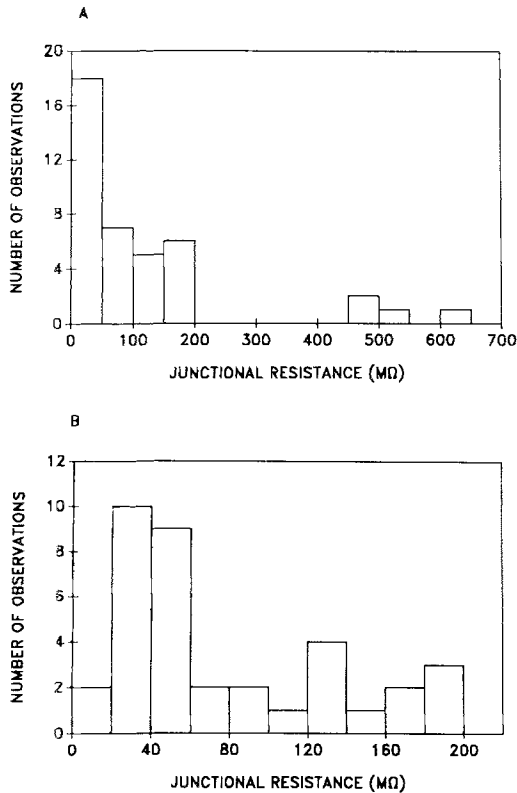 A
NUMBER OF OBSERVATIONS
20
16
12
8
4
0
0 100 200 300 400 500 600 700
JUNCTIONAL RESISTANCE (MΩ)
B
NUMBER OF OBSERVATIONS
12
10
8
6
4
2
0
0 40 80 120 160 200
JUNCTIONAL RESISTANCE (MΩ)